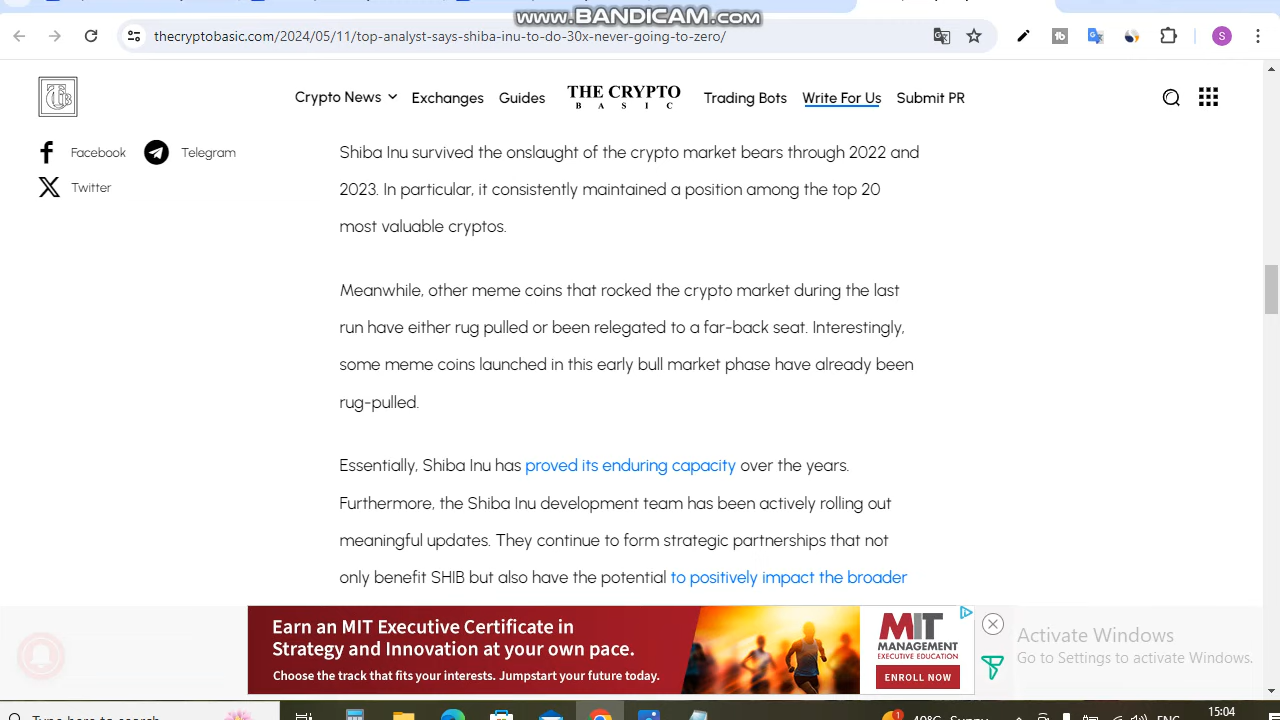 www.BANDICAM.com
thecryptobasic.com/2024/05/11/top-analyst-says-shiba-inu-to-do-30x-never-going-to-zero/
S
Crypto News
Exchanges
Guides
THE CRYPTO
BASIC
Trading Bots
Write For Us
Submit PR
Facebook
Telegram
Twitter
Shiba Inu survived the onslaught of the crypto market bears through 2022 and
2023. In particular, it consistently maintained a position among the top 20
most valuable cryptos.
Meanwhile, other meme coins that rocked the crypto market during the last
run have either rug pulled or been relegated to a far-back seat. Interestingly,
some meme coins launched in this early bull market phase have already been
rug-pulled.
Essentially, Shiba Inu has proved its enduring capacity over the years.
Furthermore, the Shiba Inu development team has been actively rolling out
meaningful updates. They continue to form strategic partnerships that not
only benefit SHIB but also have the potential to positively impact the broader
Earn an MIT Executive Certificate in
Strategy and Innovation at your own pace.
Choose the track that fits your interests. Jumpstart your future today.
MIT
MANAGEMENT
EXECUTIVE EDUCATION
ENROLL NOW
Activate Windows
Go to Settings to activate Windows.
Type here to search
40°C Sunny
ENG
15:04